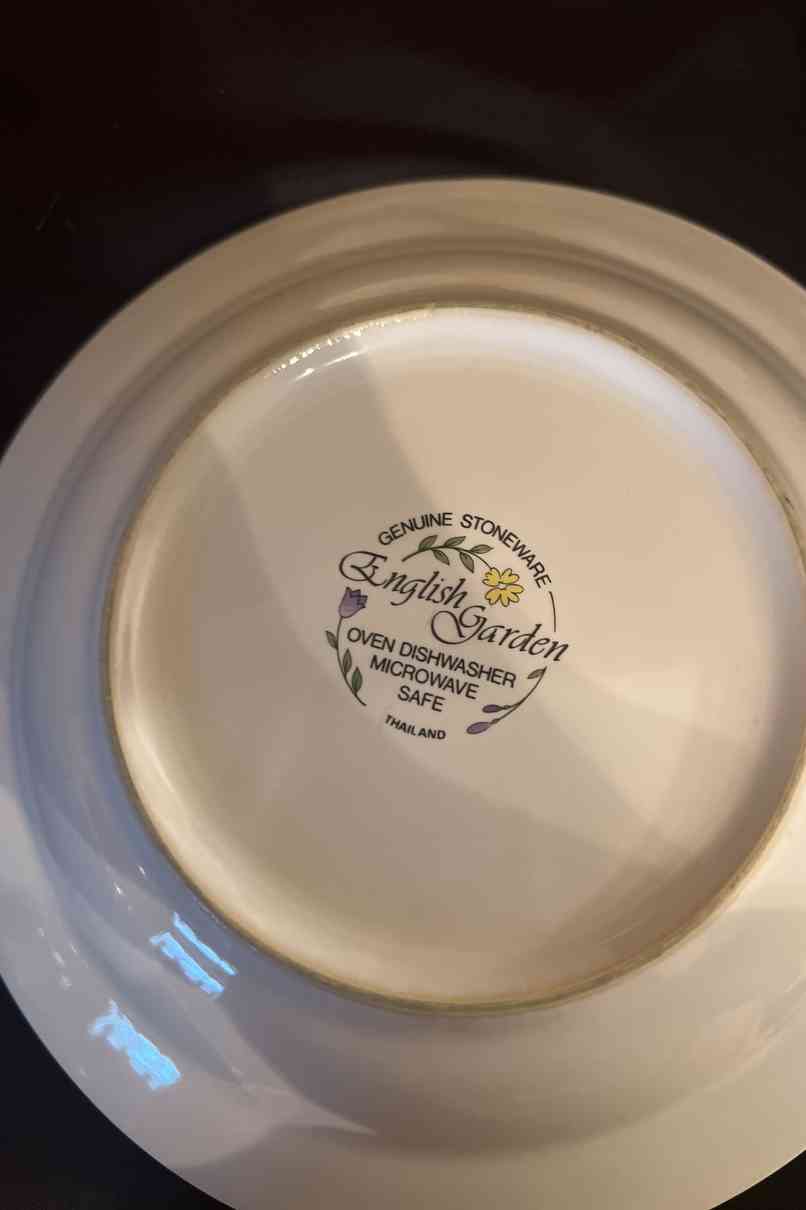 GENUINE STONEWARE
English
Garden
OVEN DISHWASHER
MICROWAVE
SAFE
THAILAND